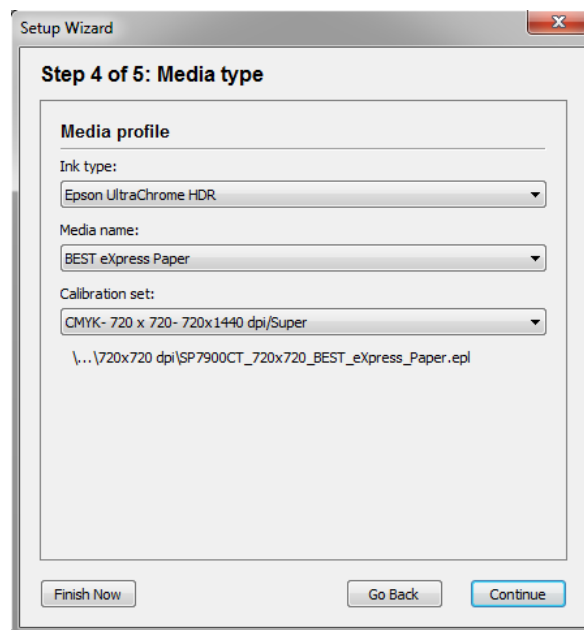 Setup Wizard
Step 4 of 5: Media type
Media profile
Ink type:
Epson UltraChrome HDR
Media name:
BEST eXpress Paper
Calibration set:
CMYK- 720 x 720- 720x1440 dpi/Super
\...\720x720 dpi\SP7900CT_720x720_BEST_eXpress_Paper.epl
Finish Now Go Back Continue